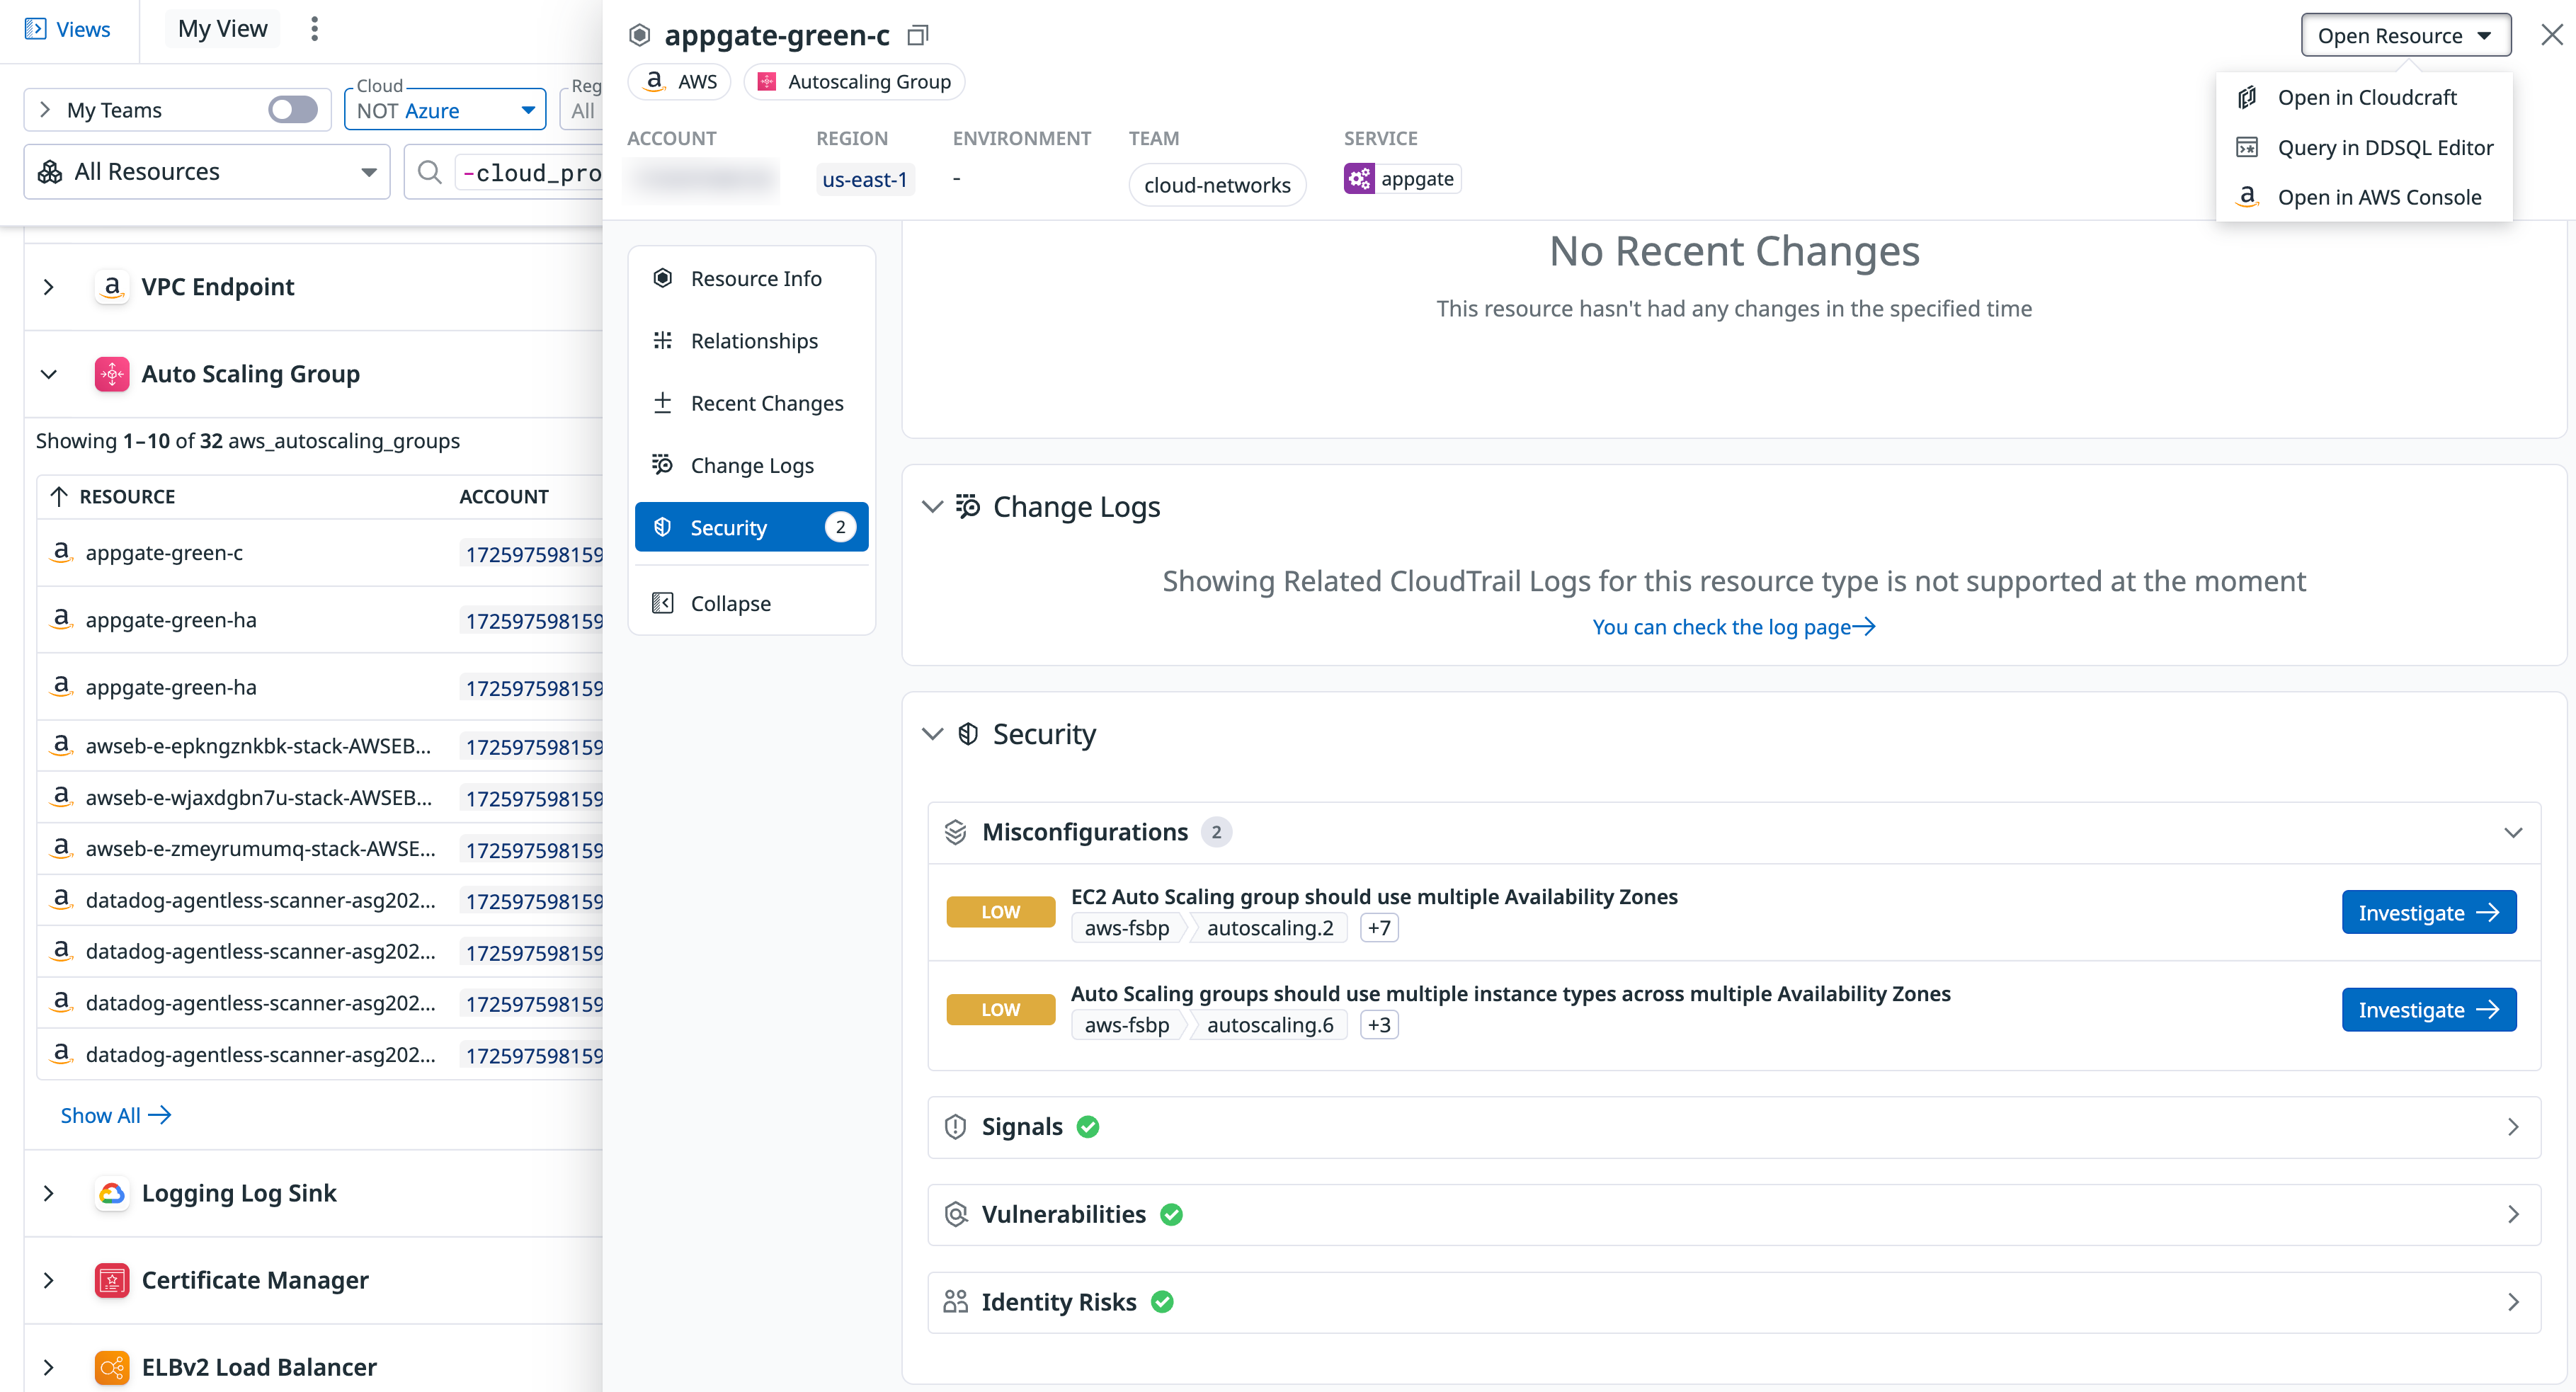 Views
My View
My Teams
Cloud
NOT Azure
Reg
All
All Resources
-cloud_pro
VPC Endpoint
Auto Scaling Group
Showing 1–10 of 32 aws_autoscaling_groups
RESOURCE
ACCOUNT
appgate-green-c
172597598159
appgate-green-ha
172597598159
appgate-green-ha
172597598159
awseb-e-epkngznkbk-stack-AWSEB...
172597598159
awseb-e-wjaxdgbn7u-stack-AWSEB...
172597598159
awseb-e-zmeyrumumq-stack-AWSE...
172597598159
datadog-agentless-scanner-asg202...
172597598159
datadog-agentless-scanner-asg202...
172597598159
datadog-agentless-scanner-asg202...
172597598159
datadog-agentless-scanner-asg202...
172597598159
Show All
Logging Log Sink
Certificate Manager
ELBv2 Load Balancer
appgate-green-c
AWS
Autoscaling Group
Open Resource
Open in Cloudcraft
Query in DDSQL Editor
Open in AWS Console
ACCOUNT
REGION
us-east-1
ENVIRONMENT
-
TEAM
cloud-networks
SERVICE
appgate
Resource Info
Relationships
Recent Changes
Change Logs
Security 2
Collapse
No Recent Changes
This resource hasn't had any changes in the specified time
Change Logs
Showing Related CloudTrail Logs for this resource type is not supported at the moment
You can check the log page
Security
Misconfigurations 2
LOW
EC2 Auto Scaling group should use multiple Availability Zones
aws-fsbp autoscaling.2 +7
Investigate
LOW
Auto Scaling groups should use multiple instance types across multiple Availability Zones
aws-fsbp autoscaling.6 +3
Investigate
Signals
Vulnerabilities
Identity Risks